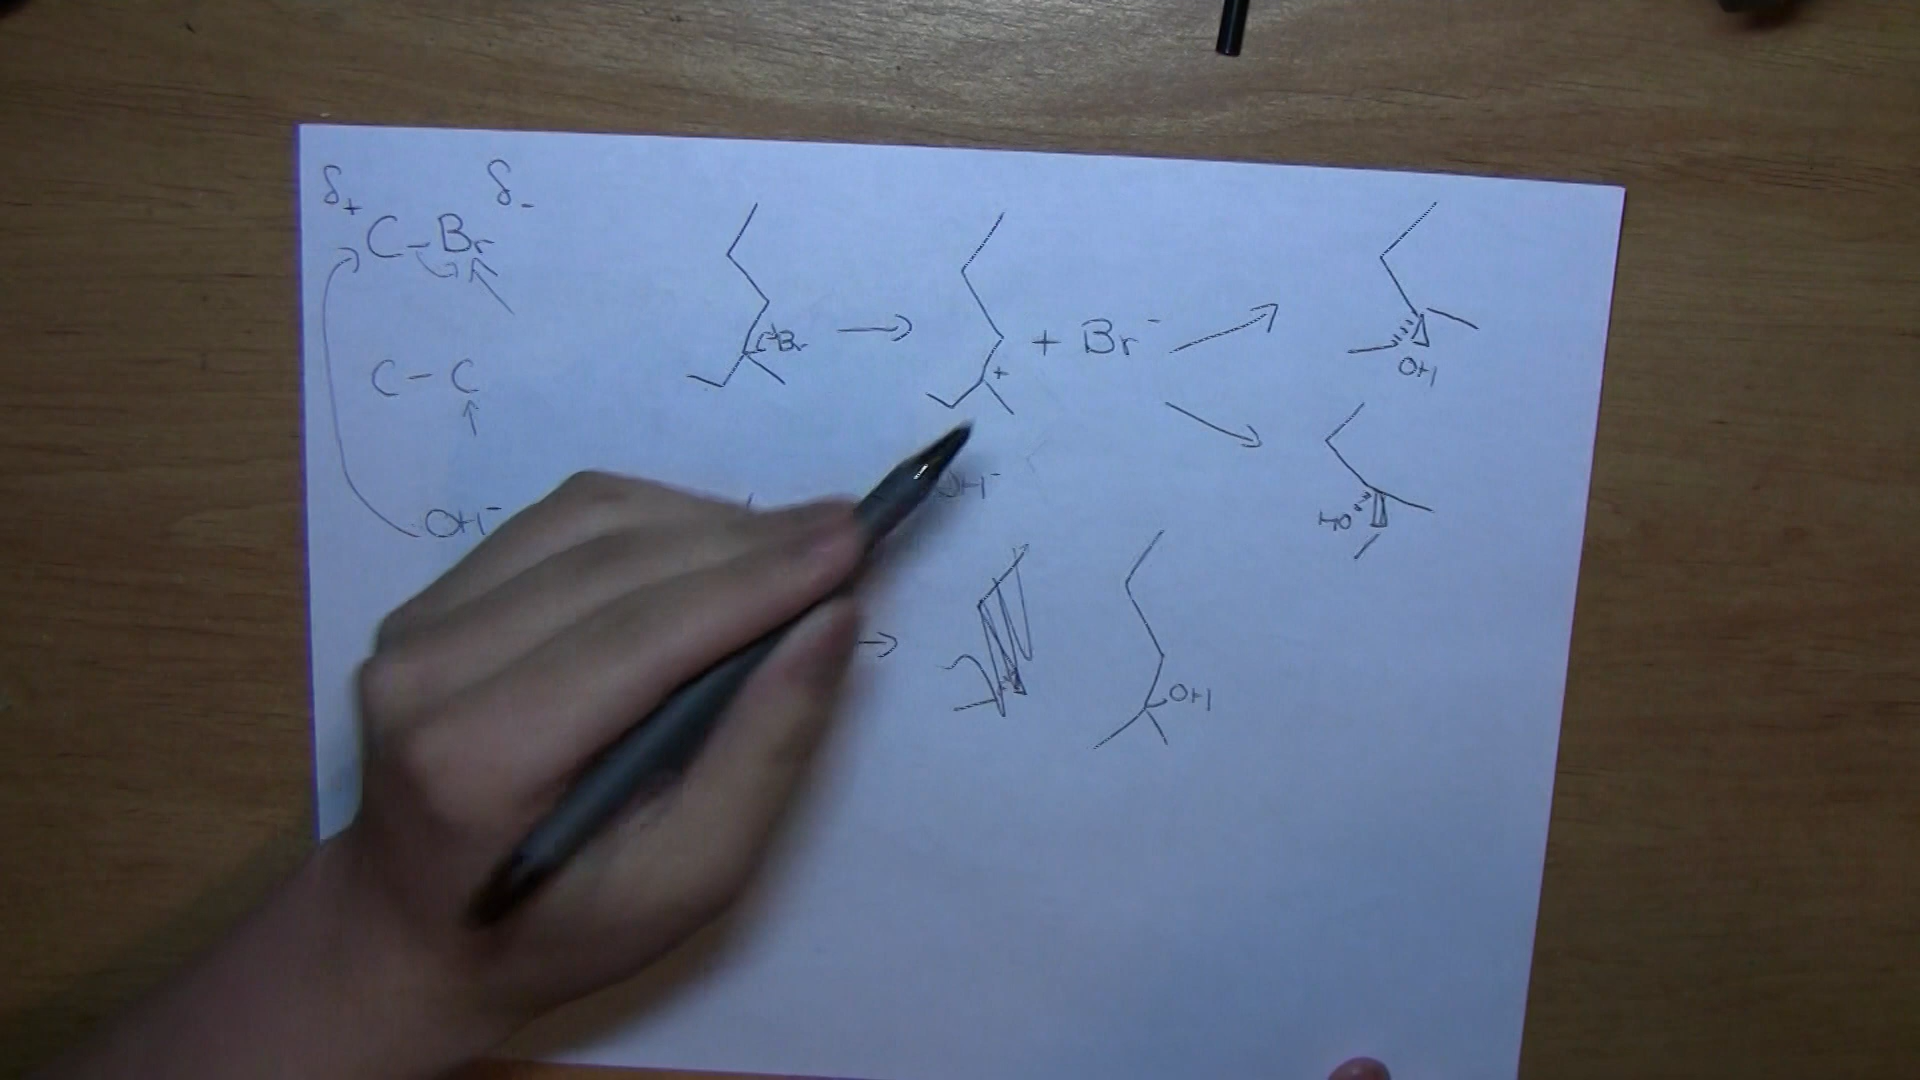 δ+ δ-
C-Br
Br
+ Br⁻
+
OH
C-C
OH⁻
OH⁻
HO
OH